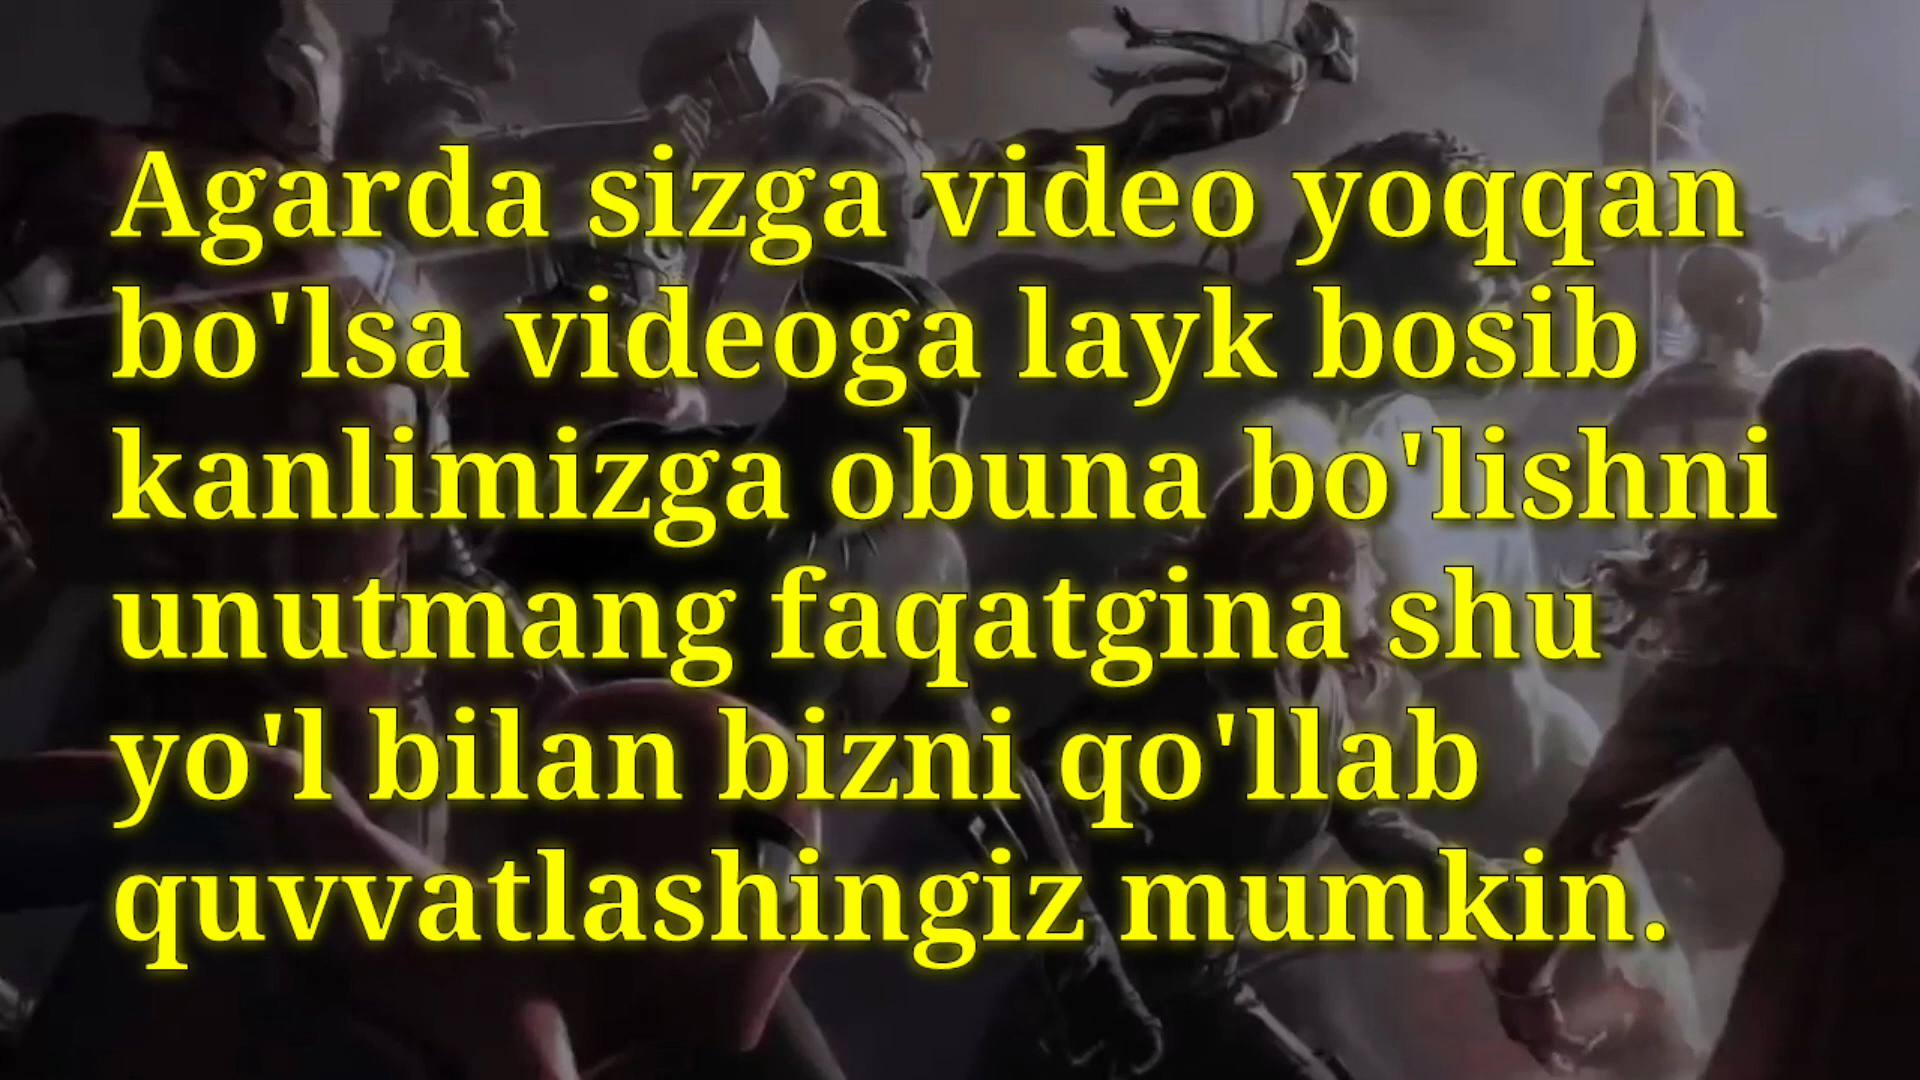 Agarda sizga video yoqqan
bo'lsa videoga layk bosib
kanlimizga obuna bo'lishni
unutmang faqatgina shu
yo'l bilan bizni qo'llab
quvvatlashingiz mumkin.